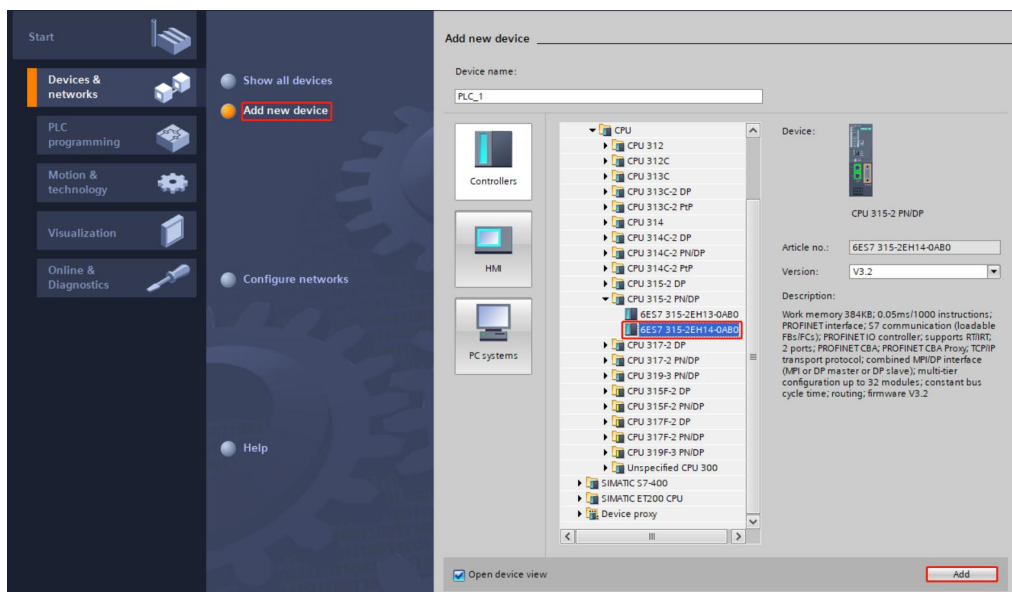 Start
Devices &
networks
PLC
programming
Motion &
technology
Visualization
Online &
Diagnostics
Show all devices
Add new device
Configure networks
Help
Add new device
Device name:
PLC_1
Controllers
HMI
PC systems
CPU
CPU 312
CPU 312C
CPU 313C
CPU 313C-2 DP
CPU 313C-2 PtP
CPU 314
CPU 314C-2 DP
CPU 314C-2 PN/DP
CPU 314C-2 PtP
CPU 315-2 DP
CPU 315-2 PN/DP
6ES7 315-2EH13-0AB0
6ES7 315-2EH14-0AB0
CPU 317-2 DP
CPU 317-2 PN/DP
CPU 319-3 PN/DP
CPU 315F-2 DP
CPU 315F-2 PN/DP
CPU 317F-2 DP
CPU 317F-2 PN/DP
CPU 319F-3 PN/DP
Unspecified CPU 300
SIMATIC S7-400
SIMATIC ET200 CPU
Device proxy
Device:
CPU 315-2 PN/DP
Article no.: 6ES7 315-2EH14-0AB0
Version: V3.2
Description:
Work memory 384KB; 0.05ms/1000 instructions;
PROFINET interface; S7 communication (loadable
FBs/FCs); PROFINET IO controller; supports RT/IRT;
2 ports; PROFINET CBA; PROFINET CBA Proxy; TCP/IP
transport protocol; combined MPI/DP interface
(MPI or DP master or DP slave); multi-tier
configuration up to 32 modules; constant bus
cycle time; routing; firmware V3.2
Open device view
Add